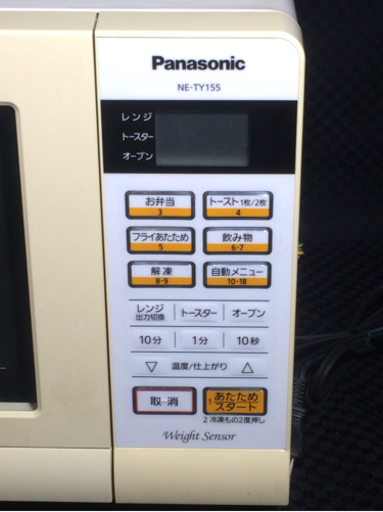 Panasonic
NE-TY155
レンジ
トースター
オーブン
お弁当 トースト 1枚/2枚
3 4
フライあたため 飲み物
5 6-7
解凍 自動メニュー
8-9 10-18
レンジ
出力切換 トースター オーブン
10分 1分 10秒
▽ 温度/仕上がり △
取消 1 あたため
スタート
2 冷凍もの2度押し
Weight Sensor